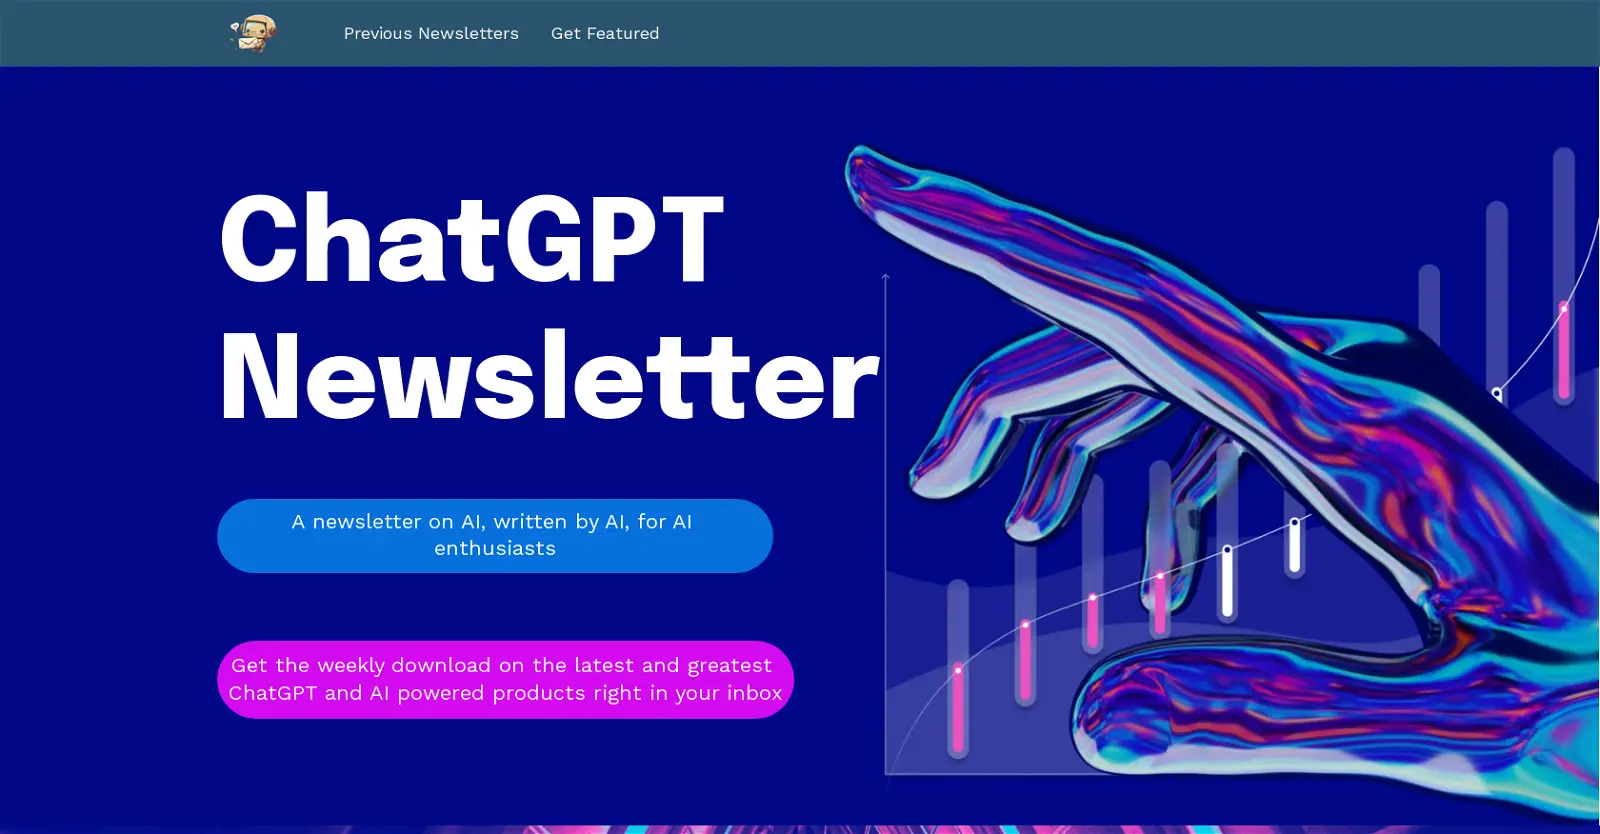 Previous Newsletters
Get Featured
ChatGPT
Newsletter
A newsletter on AI, written by AI, for AI
enthusiasts
Get the weekly download on the latest and greatest
ChatGPT and AI powered products right in your inbox